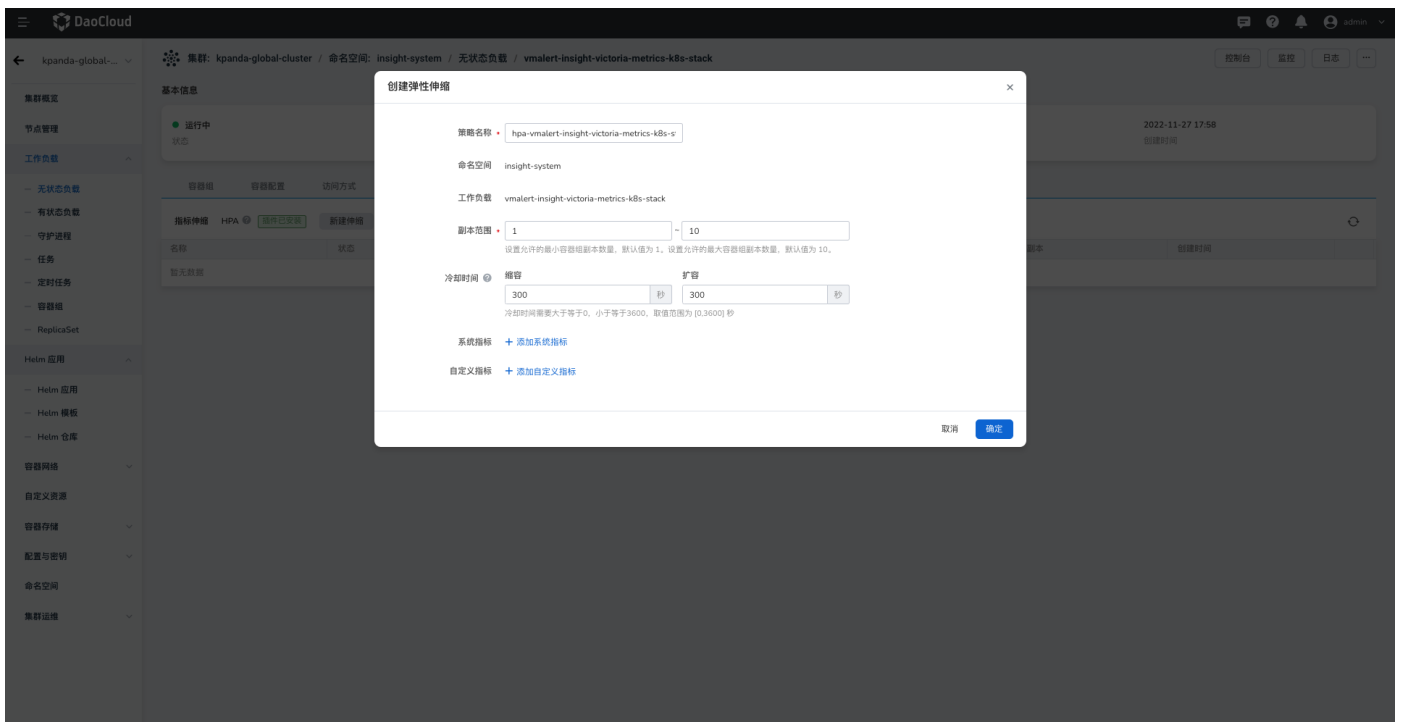 DaoCloud
admin
kpanda-global-...
集群: kpanda-global-cluster / 命名空间: insight-system / 无状态负载 / vmalert-insight-victoria-metrics-k8s-stack
控制台
监控
日志
集群概览
节点管理
工作负载
无状态负载
有状态负载
守护进程
任务
定时任务
容器组
ReplicaSet
Helm 应用
Helm 应用
Helm 模板
Helm 仓库
容器网络
自定义资源
容器存储
配置与密钥
命名空间
集群运维
基本信息
运行中
状态
2022-11-27 17:58
创建时间
容器组
容器配置
访问方式
指标伸缩 HPA 插件已安装 新建伸缩
名称
状态
副本
创建时间
暂无数据
创建弹性伸缩
策略名称 • hpa-vmalert-insight-victoria-metrics-k8s-s
命名空间 insight-system
工作负载 vmalert-insight-victoria-metrics-k8s-stack
副本范围 • 1 - 10
设置允许的最小容器组副本数量，默认值为 1。设置允许的最大容器组副本数量，默认值为 10。
冷却时间 缩容 扩容
300 秒 300 秒
冷却时间需要大于等于0，小于等于3600，取值范围为 [0,3600] 秒
系统指标 + 添加系统指标
自定义指标 + 添加自定义指标
取消 确定